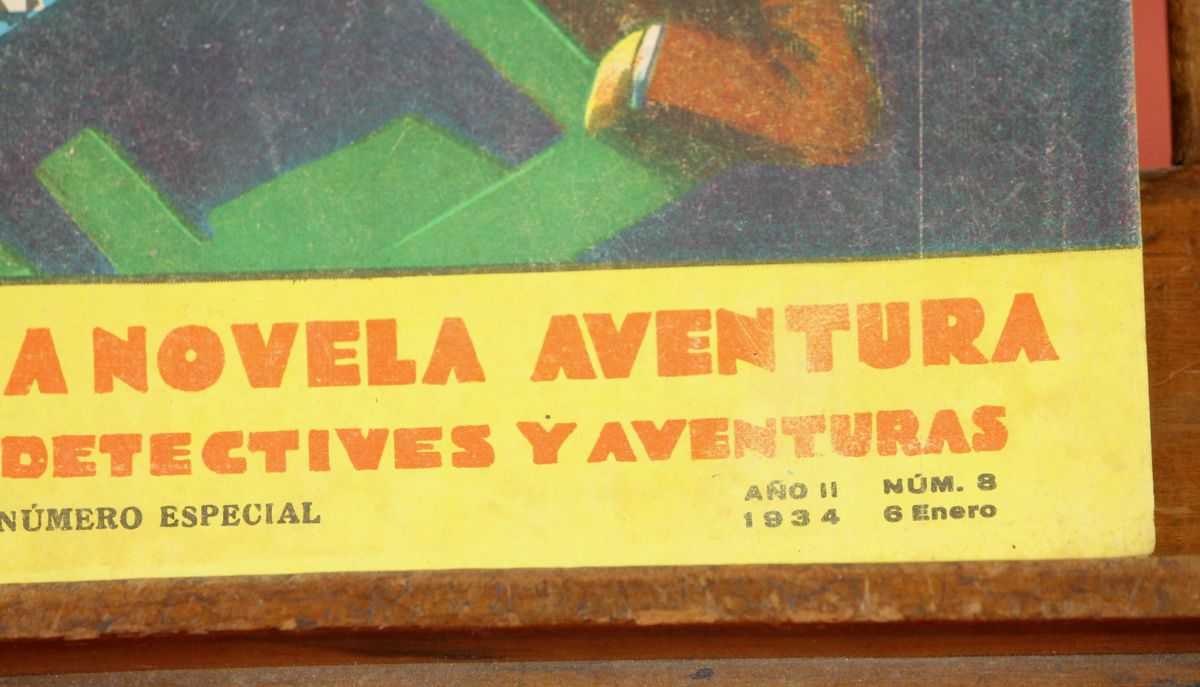 A NOVELA AVENTURA
DETECTIVES Y AVENTURAS
NÚMERO ESPECIAL
AÑO II NÚM. 8
1934 6 Enero